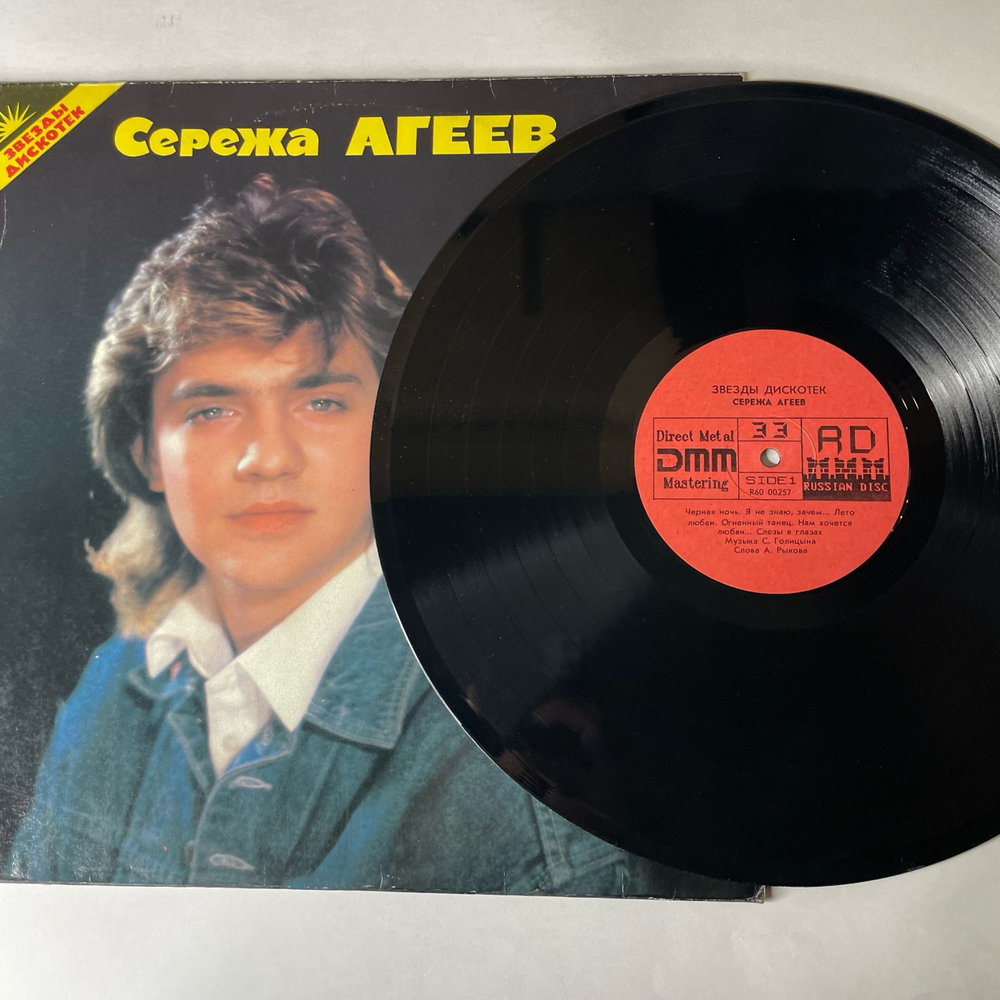 ЗВЕЗДЫ
ДИСКОТЕК
Сережа АГЕЕВ
ЗВЕЗДЫ ДИСКОТЕК
СЕРЕЖА АГЕЕВ
Direct Metal
DMM
Mastering
33
SIDE 1
R60 00257
RD
RUSSIAN DISC
Черная ночь. Я не знаю, зачем... Лето
любви. Огненный танец. Нам хочется
любви... Слезы в глазах
Музыка С. Голицына
Слова А. Рыкова